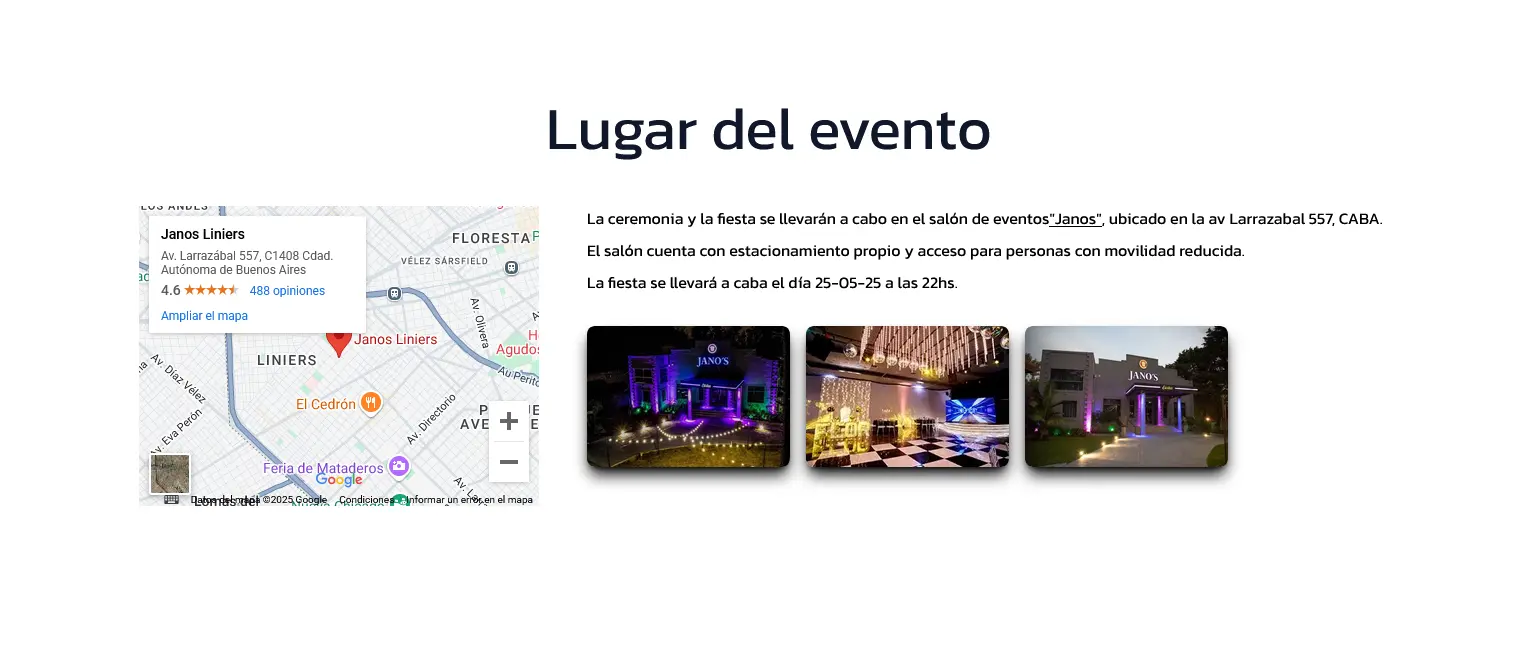 Lugar del evento
LOS ANDES
Janos Liniers
Av. Larrazábal 557, C1408 Cdad.
Autónoma de Buenos Aires
4.6 488 opiniones
Ampliar el mapa
FLORESTA
VÉLEZ SÁRSFIELD
Av. Olivera
Janos Liniers
LINIERS
Agudos
Au Perito
Av. Díaz Vélez
El Cedrón
Av. Directorio
Av. Eva Perón
Feria de Mataderos
Google
Datos del mapa ©2025 Google Condiciones Informar un error en el mapa
Lomas del
Nueva Chicago
La ceremonia y la fiesta se llevarán a cabo en el salón de eventos"Janos", ubicado en la av Larrazabal 557, CABA.
El salón cuenta con estacionamiento propio y acceso para personas con movilidad reducida.
La fiesta se llevará a caba el día 25-05-25 a las 22hs.
JANO'S
JANO'S